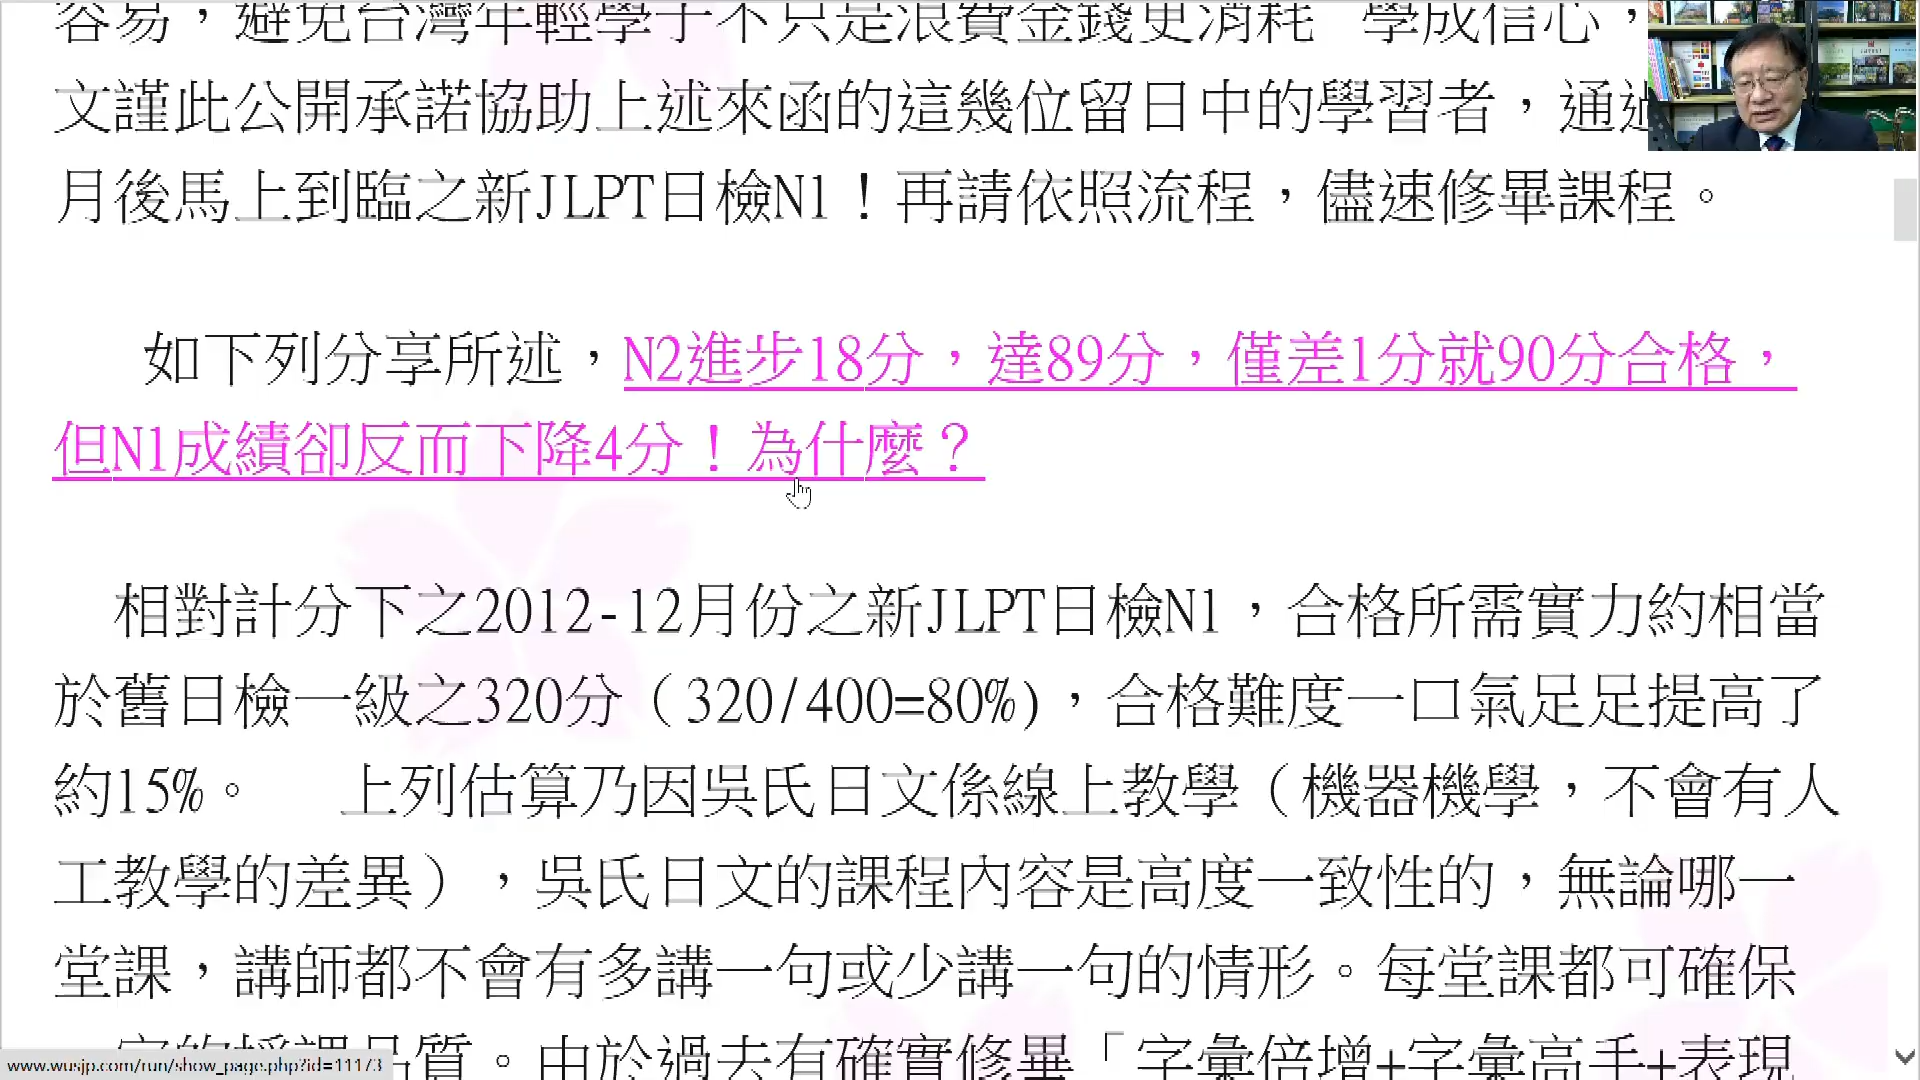 容易，避免台灣年輕學子不只是浪費金錢更消耗 學成信心，
文謹此公開承諾協助上述來函的這幾位留日中的學習者，通過
月後馬上到臨之新JLPT日檢N1！再請依照流程，儘速修畢課程。
如下列分享所述，N2進步18分，達89分，僅差1分就90分合格，
但N1成績卻反而下降4分！為什麼？
相對計分下之2012-12月份之新JLPT日檢N1，合格所需實力約相當
於舊日檢一級之320分（320/400=80%)，合格難度一口氣足足提高了
約15%。 上列估算乃因吳氏日文係線上教學（機器機學，不會有人
工教學的差異），吳氏日文的課程內容是高度一致性的，無論哪一
堂課，講師都不會有多講一句或少講一句的情形。每堂課都可確保
品質。由於過去有確實修畢「字彙倍增+字彙高手+表現
www.wusjp.com/run/show_page.php?id=11173